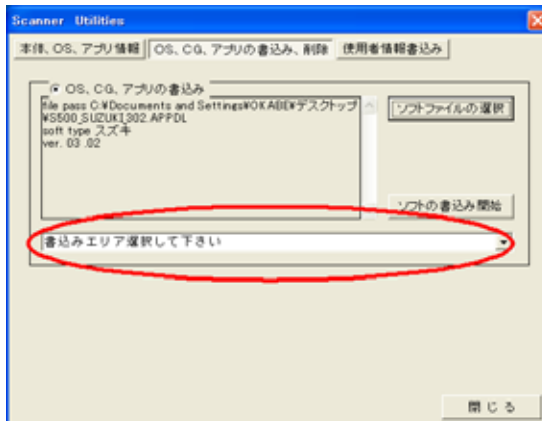 Scanner Utilities
本体、OS、アプリ情報 OS、CG、アプリの書込み、削除 使用者情報書込み
OS、CG、アプリの書込み
file pass C:¥Documents and Settings¥OKABE¥デスクトップ
¥S500_SUZUKI_302.APPDL
soft type スズキ
ver. 03 .02
ソフトファイルの選択
ソフトの書込み開始
書込みエリア選択して下さい
閉じる